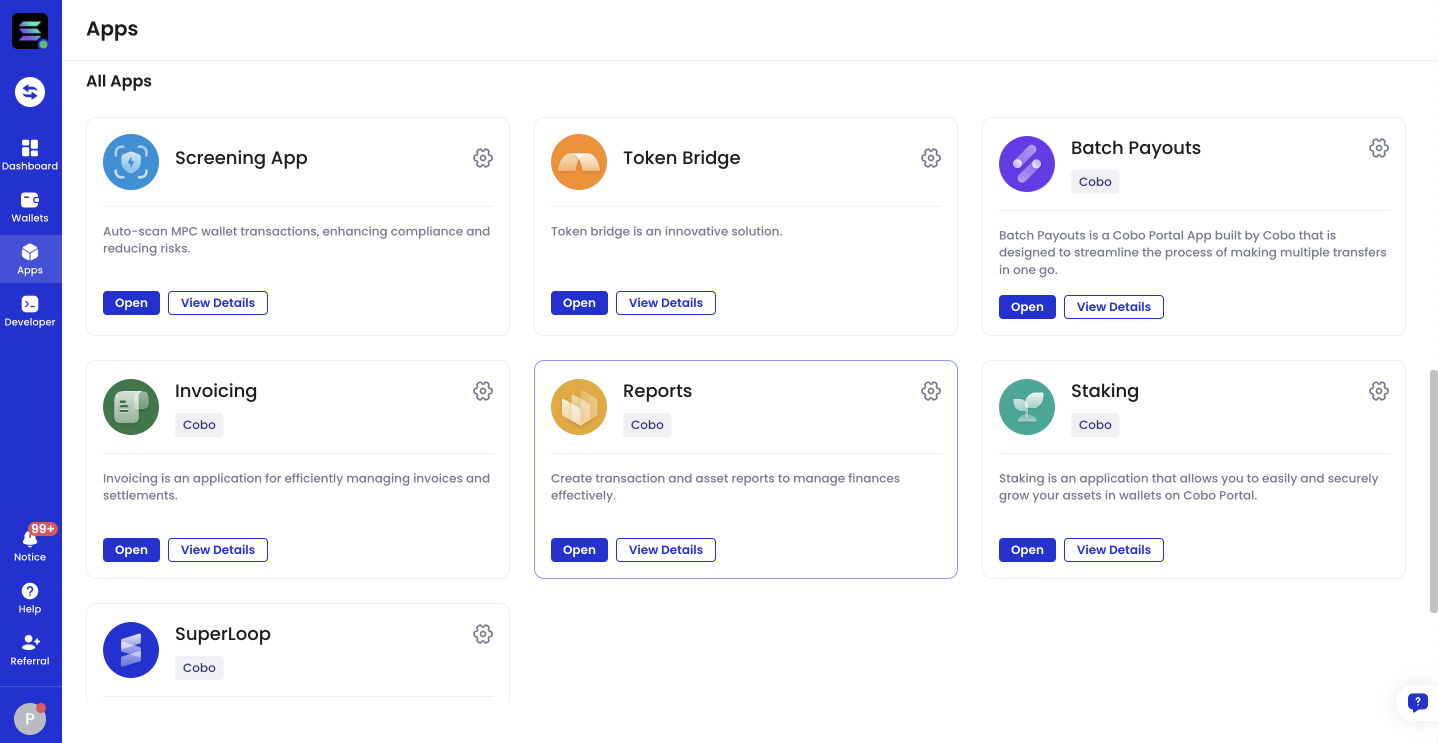 Apps
All Apps
Dashboard
Wallets
Apps
Developer
99+
Notice
Help
Referral
P
Screening App
Auto-scan MPC wallet transactions, enhancing compliance and
reducing risks.
Open
View Details
Token Bridge
Token bridge is an innovative solution.
Open
View Details
Batch Payouts
Cobo
Batch Payouts is a Cobo Portal App built by Cobo that is
designed to streamline the process of making multiple transfers
in one go.
Open
View Details
Invoicing
Cobo
Invoicing is an application for efficiently managing invoices and
settlements.
Open
View Details
Reports
Cobo
Create transaction and asset reports to manage finances
effectively.
Open
View Details
Staking
Cobo
Staking is an application that allows you to easily and securely
grow your assets in wallets on Cobo Portal.
Open
View Details
SuperLoop
Cobo